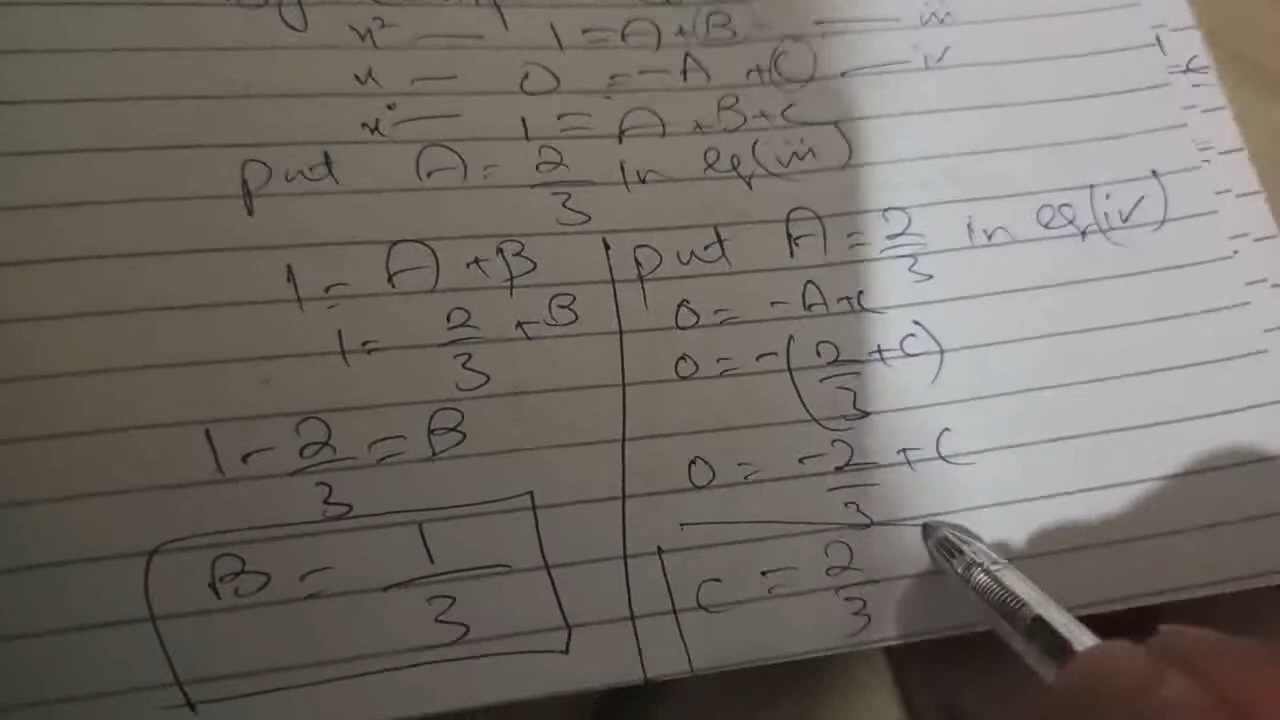 x² — 1 = A+B — iii
x — 0 = -A +C — iv
x° — 1 = A +B+C
put A = 2/3 in eq(iii)
1 = A +B
1 = 2/3 +B
1 - 2/3 = B
B = 1/3
put A = 2/3 in eq(iv)
0 = -A+C
0 = -(2/3 +C)
0 = -2/3 +C
C = 2/3